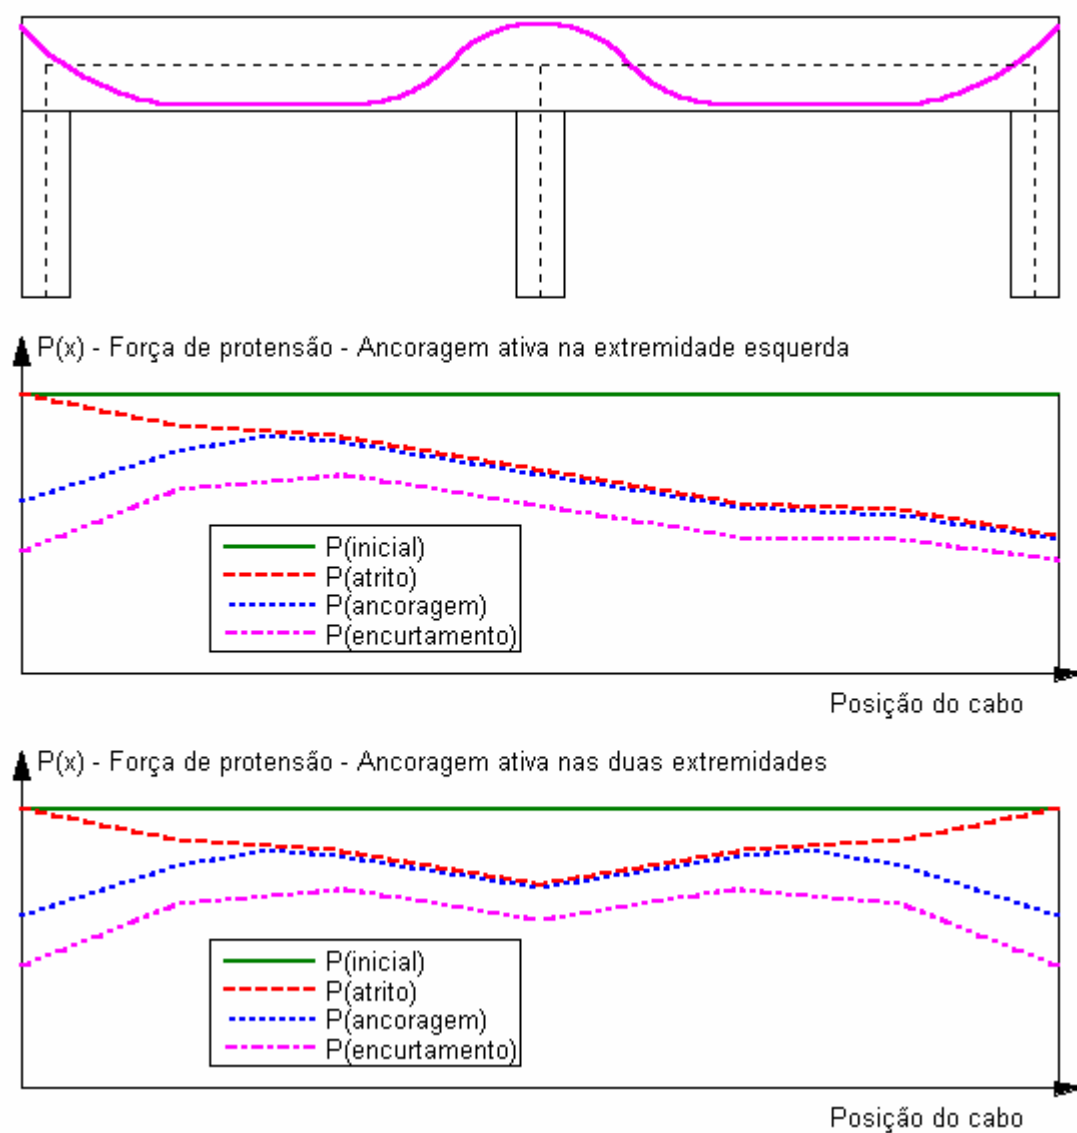 P(x) - Força de protensão - Ancoragem ativa na extremidade esquerda
P(inicial)
P(atrito)
P(ancoragem)
P(encurtamento)
Posição do cabo
P(x) - Força de protensão - Ancoragem ativa nas duas extremidades
P(inicial)
P(atrito)
P(ancoragem)
P(encurtamento)
Posição do cabo